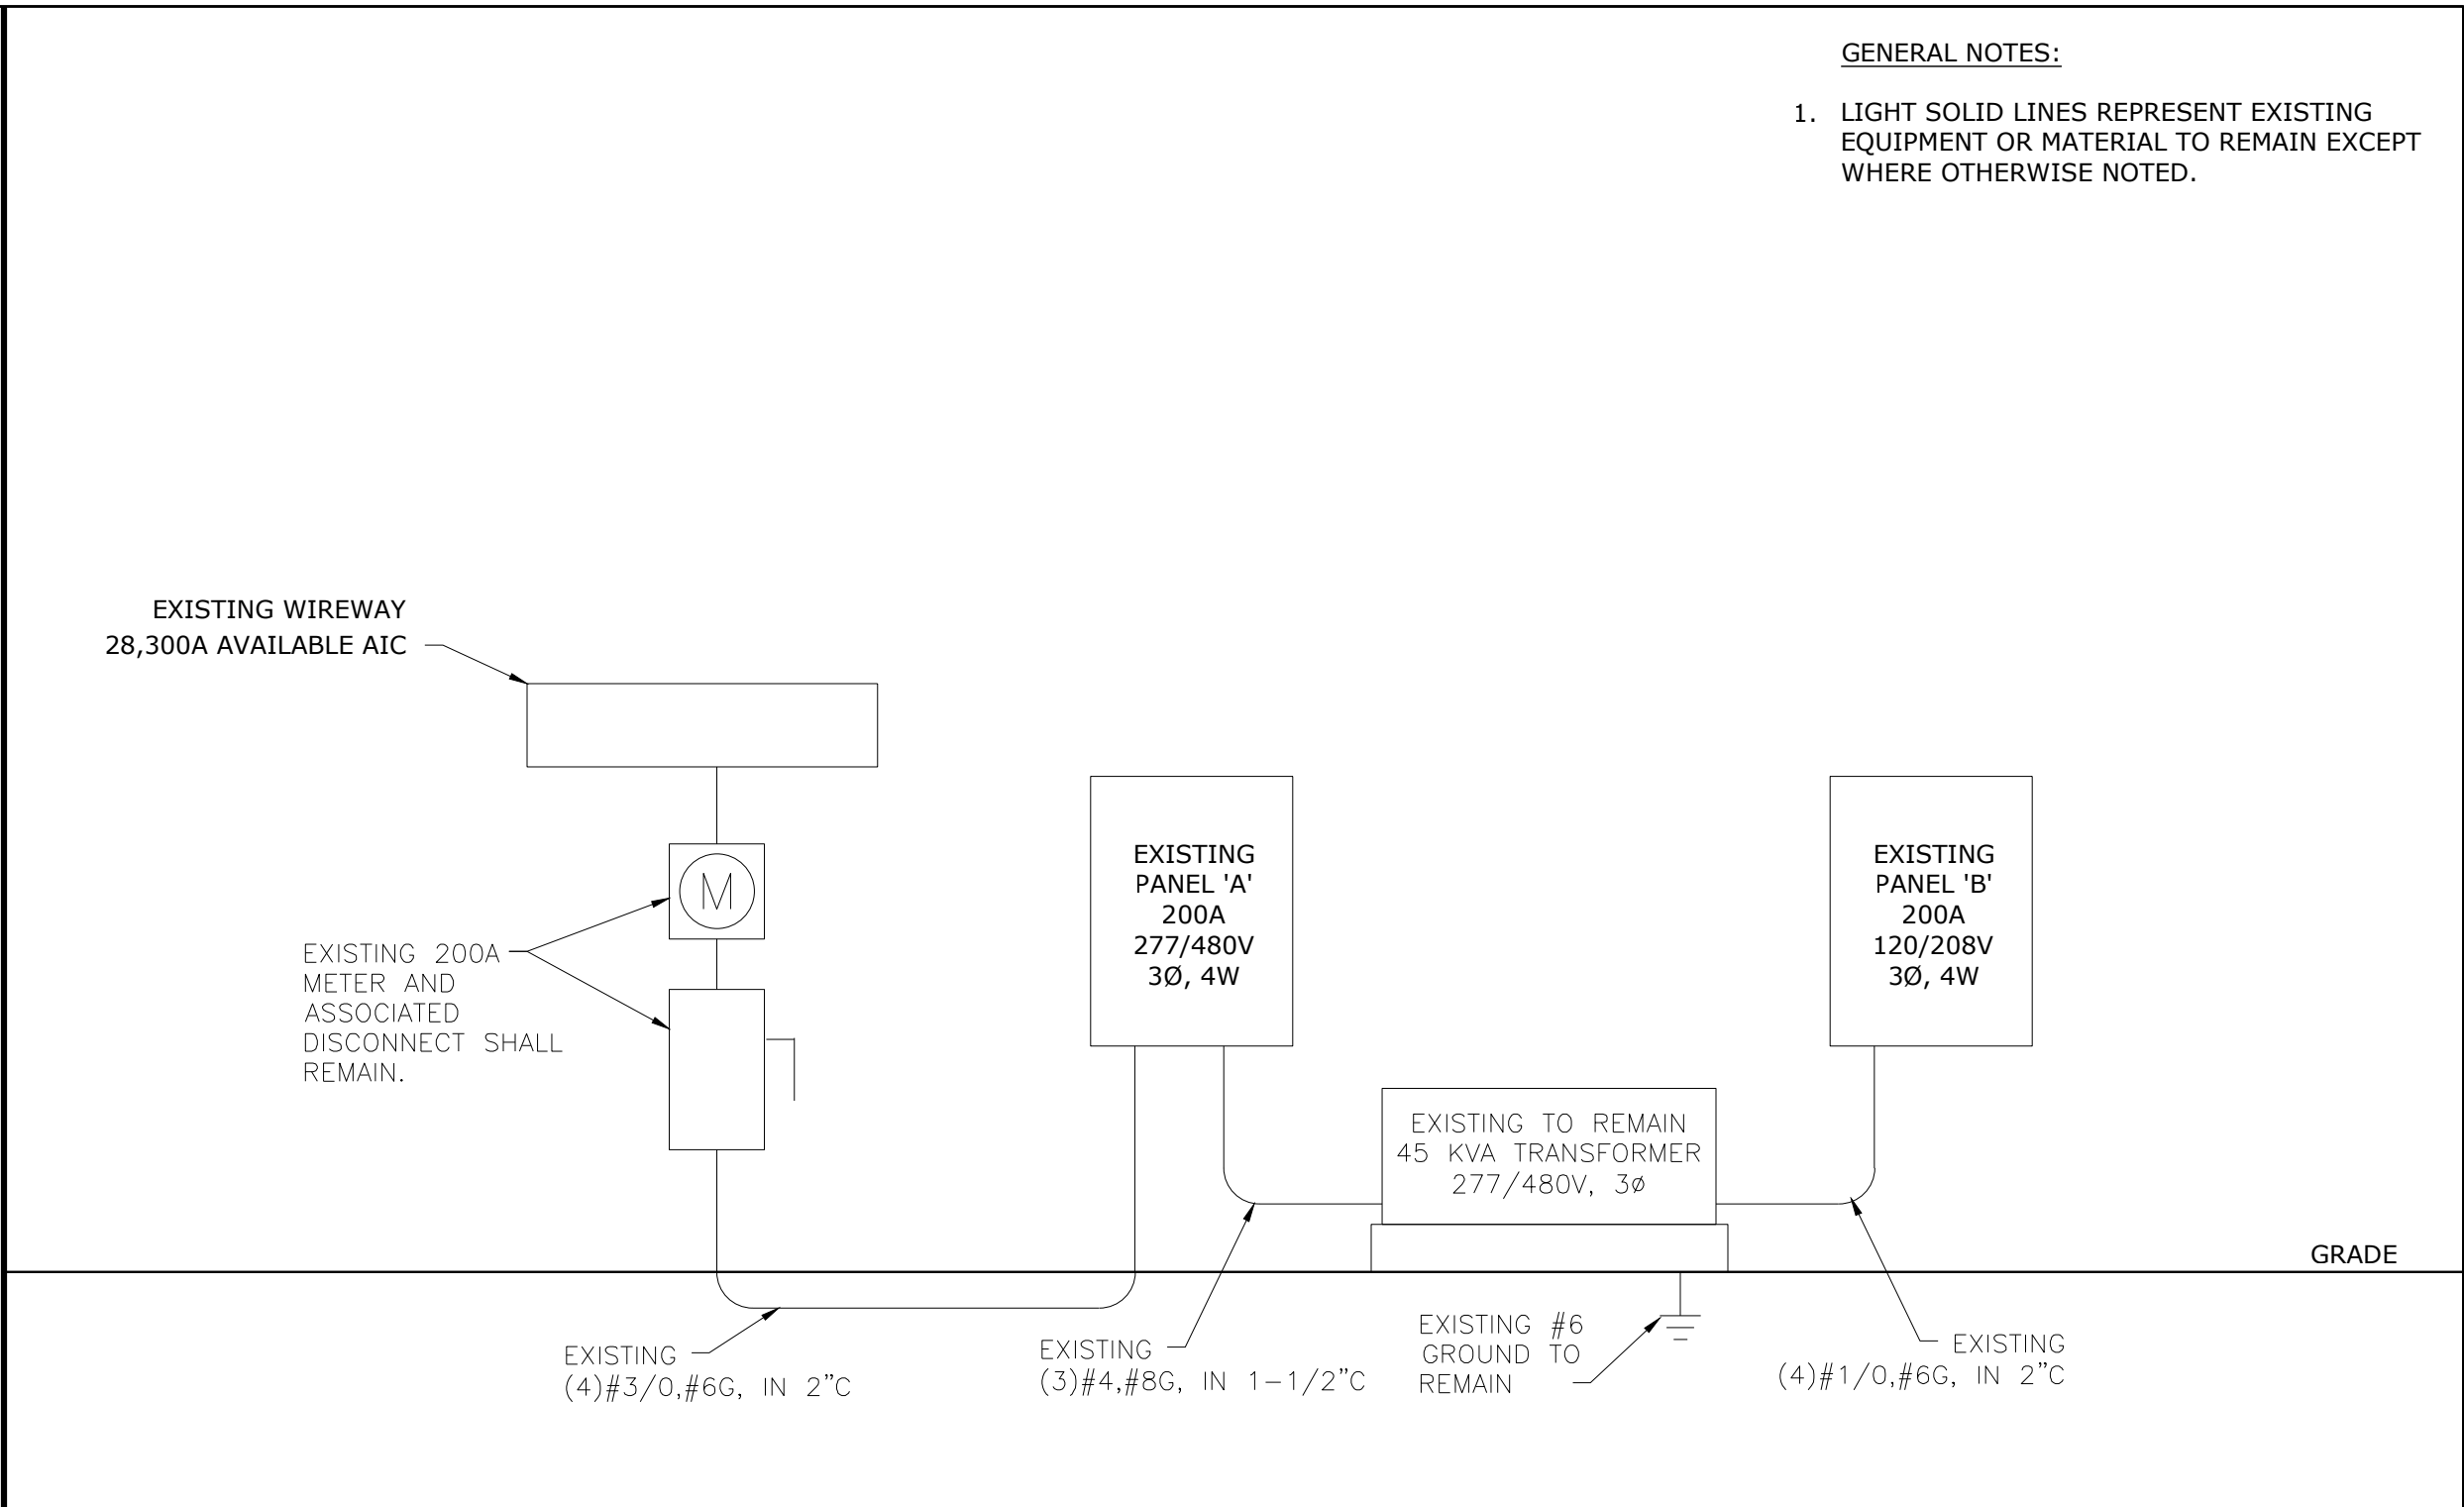 GENERAL NOTES:
1. LIGHT SOLID LINES REPRESENT EXISTING
EQUIPMENT OR MATERIAL TO REMAIN EXCEPT
WHERE OTHERWISE NOTED.
EXISTING WIREWAY
28,300A AVAILABLE AIC
M
EXISTING 200A
METER AND
ASSOCIATED
DISCONNECT SHALL
REMAIN.
EXISTING
PANEL 'A'
200A
277/480V
3Ø, 4W
EXISTING
PANEL 'B'
200A
120/208V
3Ø, 4W
EXISTING TO REMAIN
45 KVA TRANSFORMER
277/480V, 3ø
GRADE
EXISTING
(4)#3/0,#6G, IN 2"C
EXISTING
(3)#4,#8G, IN 1-1/2"C
EXISTING #6
GROUND TO
REMAIN
EXISTING
(4)#1/0,#6G, IN 2"C